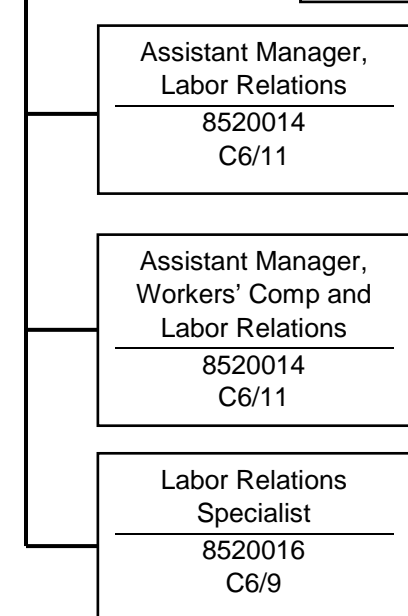 Assistant Manager,
Labor Relations
8520014
C6/11
Assistant Manager,
Workers’ Comp and
Labor Relations
8520014
C6/11
Labor Relations
Specialist
8520016
C6/9